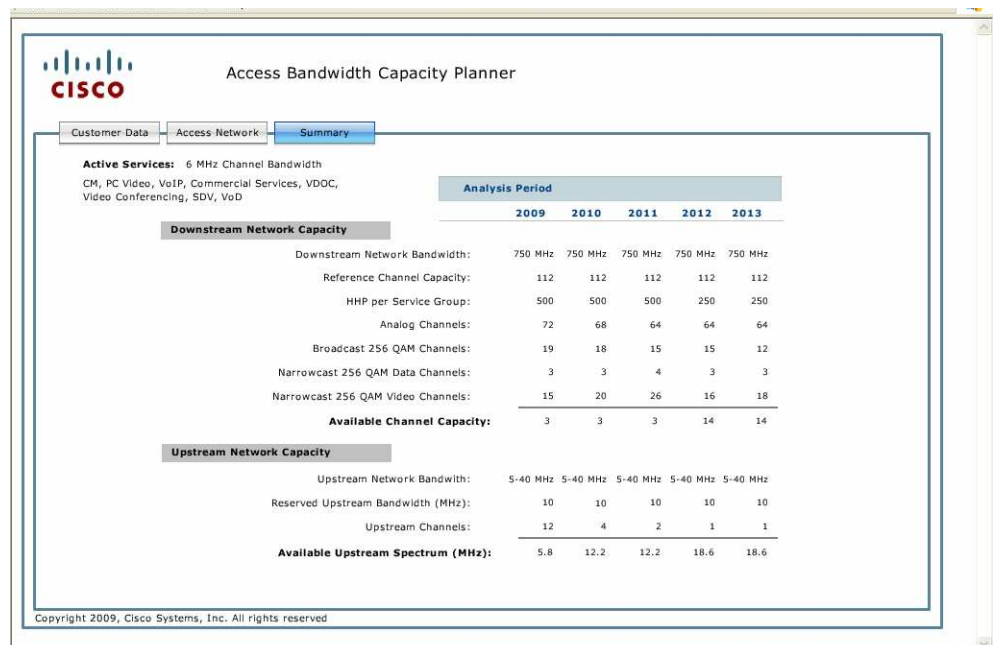 CISCO
Access Bandwidth Capacity Planner
Customer Data Access Network Summary
Active Services: 6 MHz Channel Bandwidth
CM, PC Video, VoIP, Commercial Services, VDOC,
Video Conferencing, SDV, VoD
Analysis Period
2009 2010 2011 2012 2013
Downstream Network Capacity
Downstream Network Bandwidth: 750 MHz 750 MHz 750 MHz 750 MHz 750 MHz
Reference Channel Capacity: 112 112 112 112 112
HHP per Service Group: 500 500 500 250 250
Analog Channels: 72 68 64 64 64
Broadcast 256 QAM Channels: 19 18 15 15 12
Narrowcast 256 QAM Data Channels: 3 3 4 3 3
Narrowcast 256 QAM Video Channels: 15 20 26 16 18
Available Channel Capacity: 3 3 3 14 14
Upstream Network Capacity
Upstream Network Bandwith: 5-40 MHz 5-40 MHz 5-40 MHz 5-40 MHz 5-40 MHz
Reserved Upstream Bandwidth (MHz): 10 10 10 10 10
Upstream Channels: 12 4 2 1 1
Available Upstream Spectrum (MHz): 5.8 12.2 12.2 18.6 18.6
Copyright 2009, Cisco Systems, Inc. All rights reserved